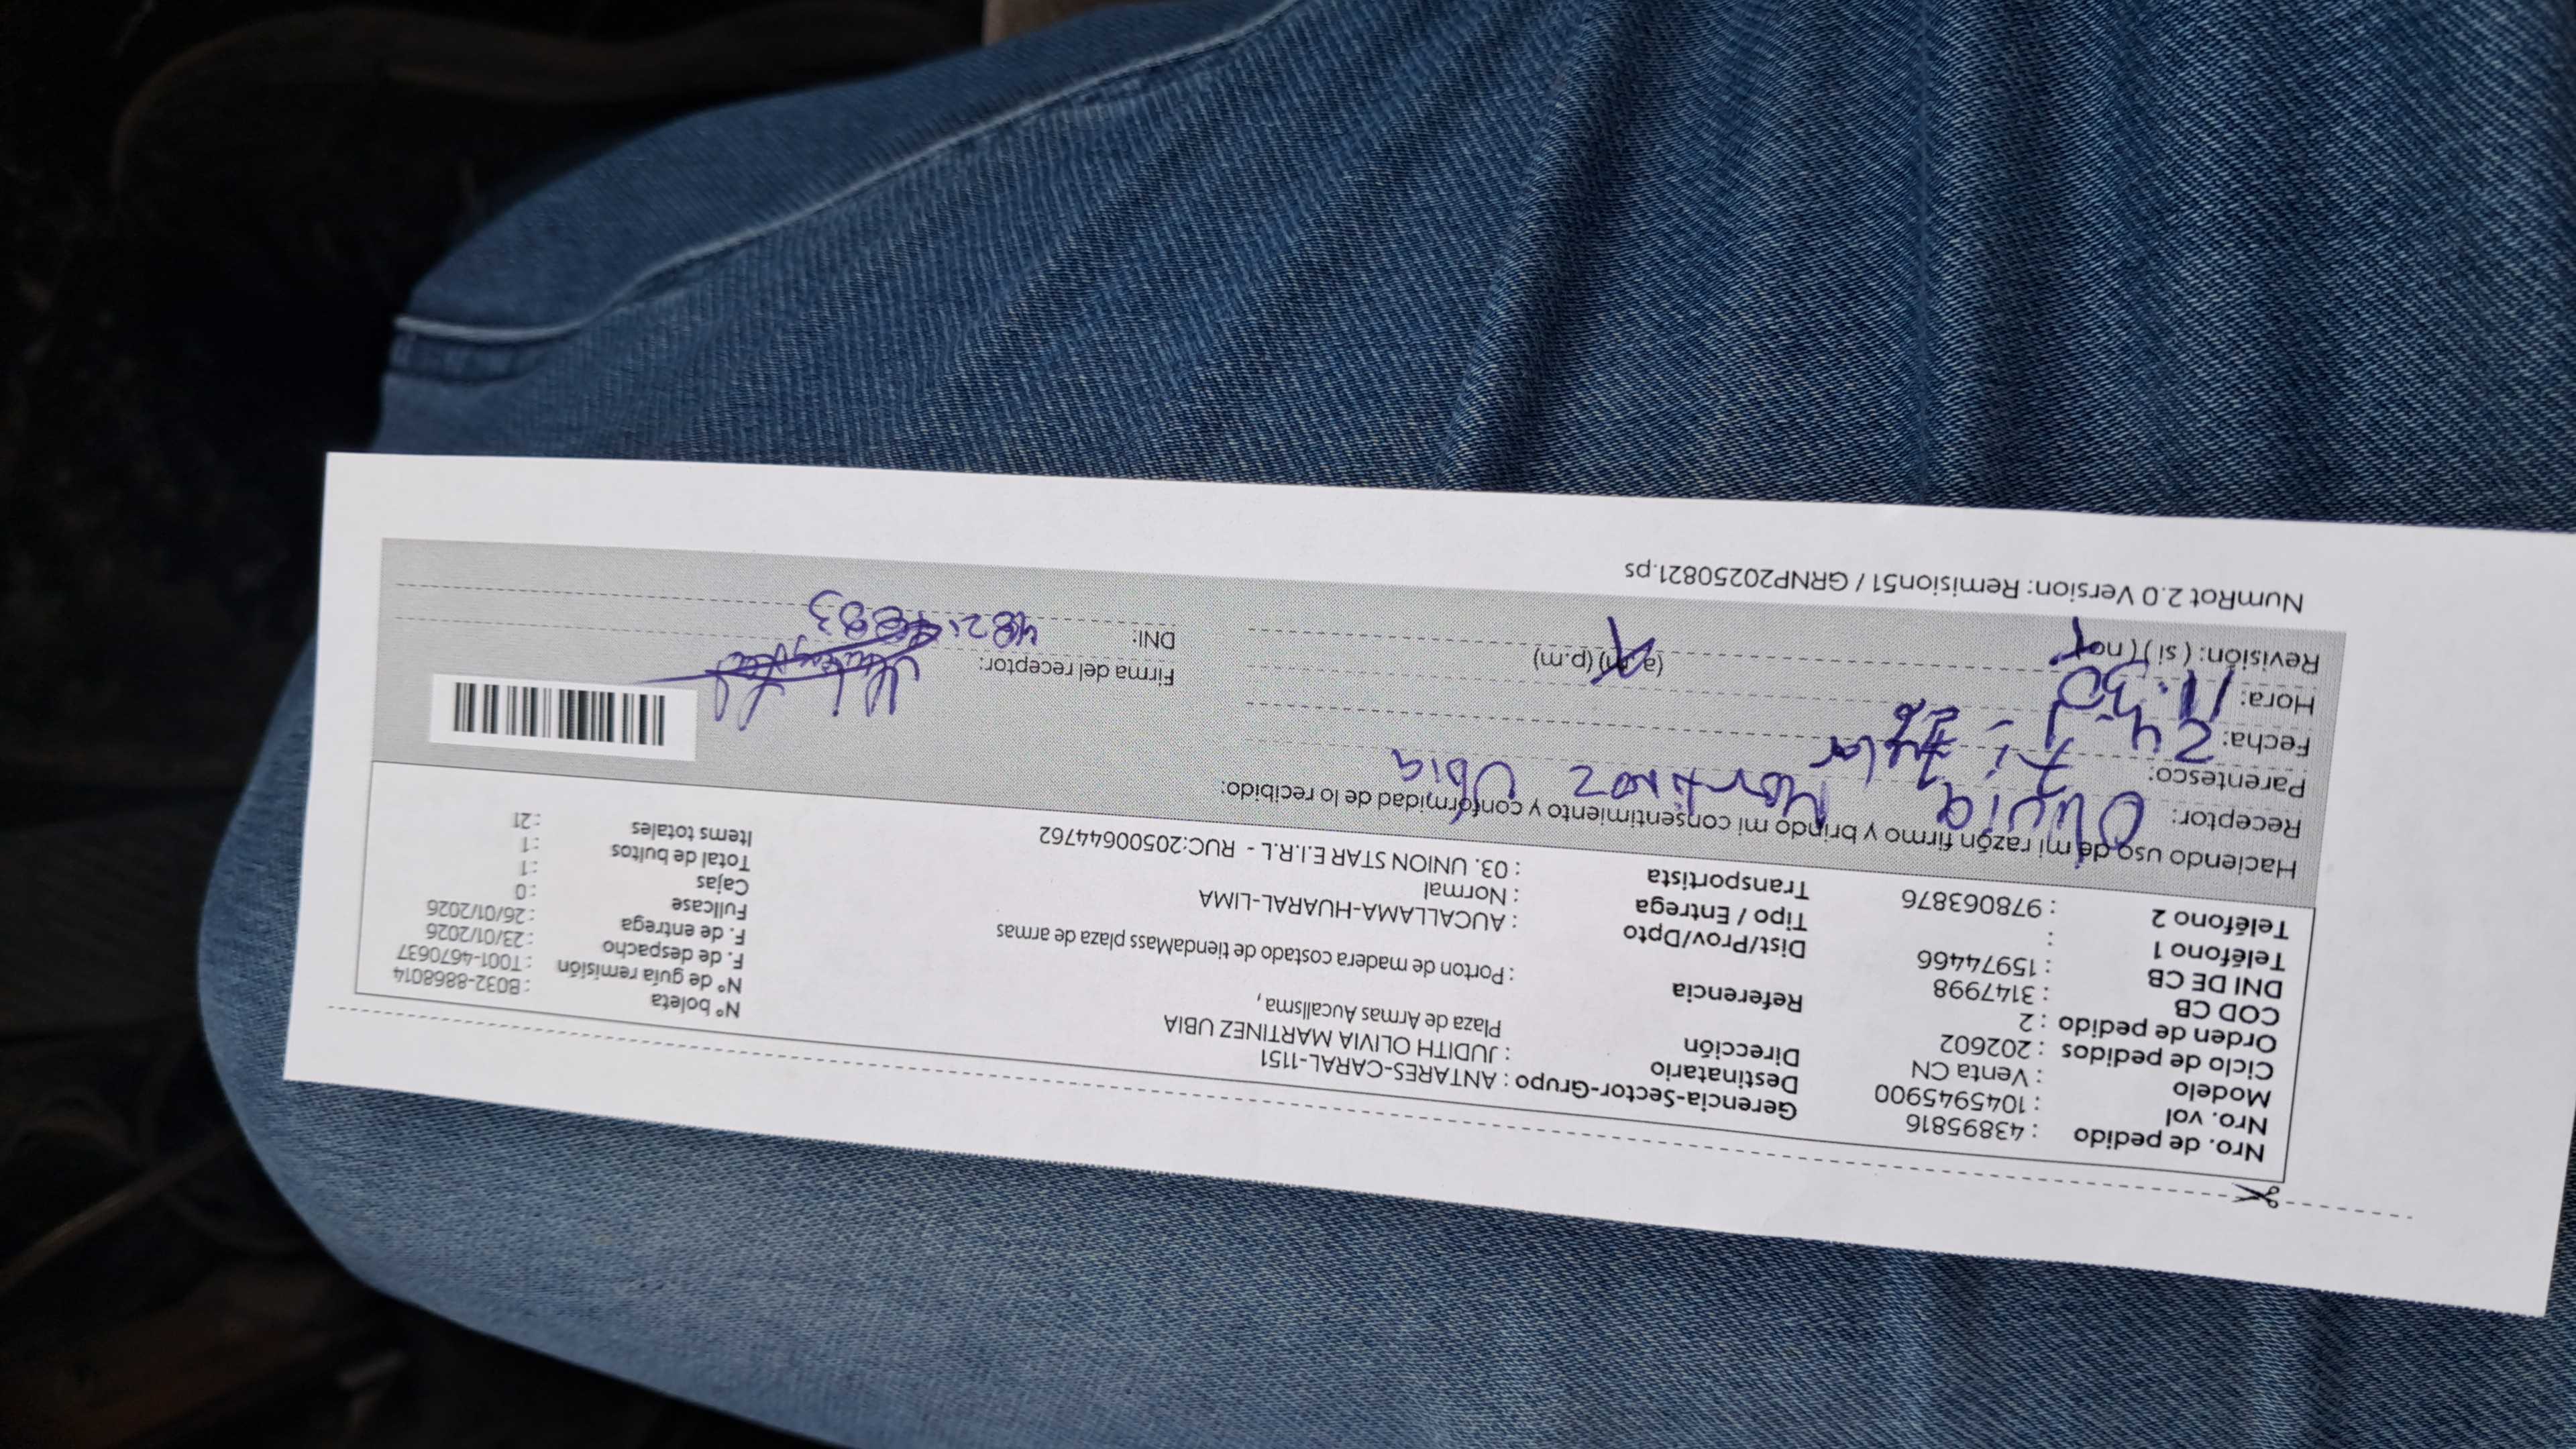 Nro. de pedido : 43895816
Nro. vol : 1045945900
Modelo : Venta CN
Ciclo de pedidos : 202602
Orden de pedido : 2
COD CB : 3147998
DNI DE CB : 15974466
Teléfono 1 :
Teléfono 2 : 978063876
Gerencia-Sector-Grupo : ANTARES-CARAL-1151
Destinatario : JUDITH OLIVIA MARTINEZ UBIA
Dirección
Plaza de Armas Aucallsma ,
Referencia : Porton de madera costado de tiendaMass plaza de armas
Dist/Prov/Dpto : AUCALLAMA-HUARAL-LIMA
Tipo / Entrega : Normal
Transportista : 03. UNION STAR E.I.R.L - RUC:20500644762
N° boleta : B032-8868014
N° de guía remisión : T001-4670637
F. de despacho : 23/01/2026
F. de entrega : 26/01/2026
Fullcase : 0
Cajas : 1
Total de bultos : 1
Items totales : 21
Haciendo uso de mi razón firmo y brindo mi consentimiento y conformidad de lo recibido:
Receptor: Olivia Martinez Ubia
Parentesco: Titular
Fecha: 24-1-26
Hora: 11:50 (a.m) (p.m)
Revisión: ( si ) ( no )
Firma del receptor:
DNI:
NumRot 2.0 Version: Remision51 / GRNP20250821.ps